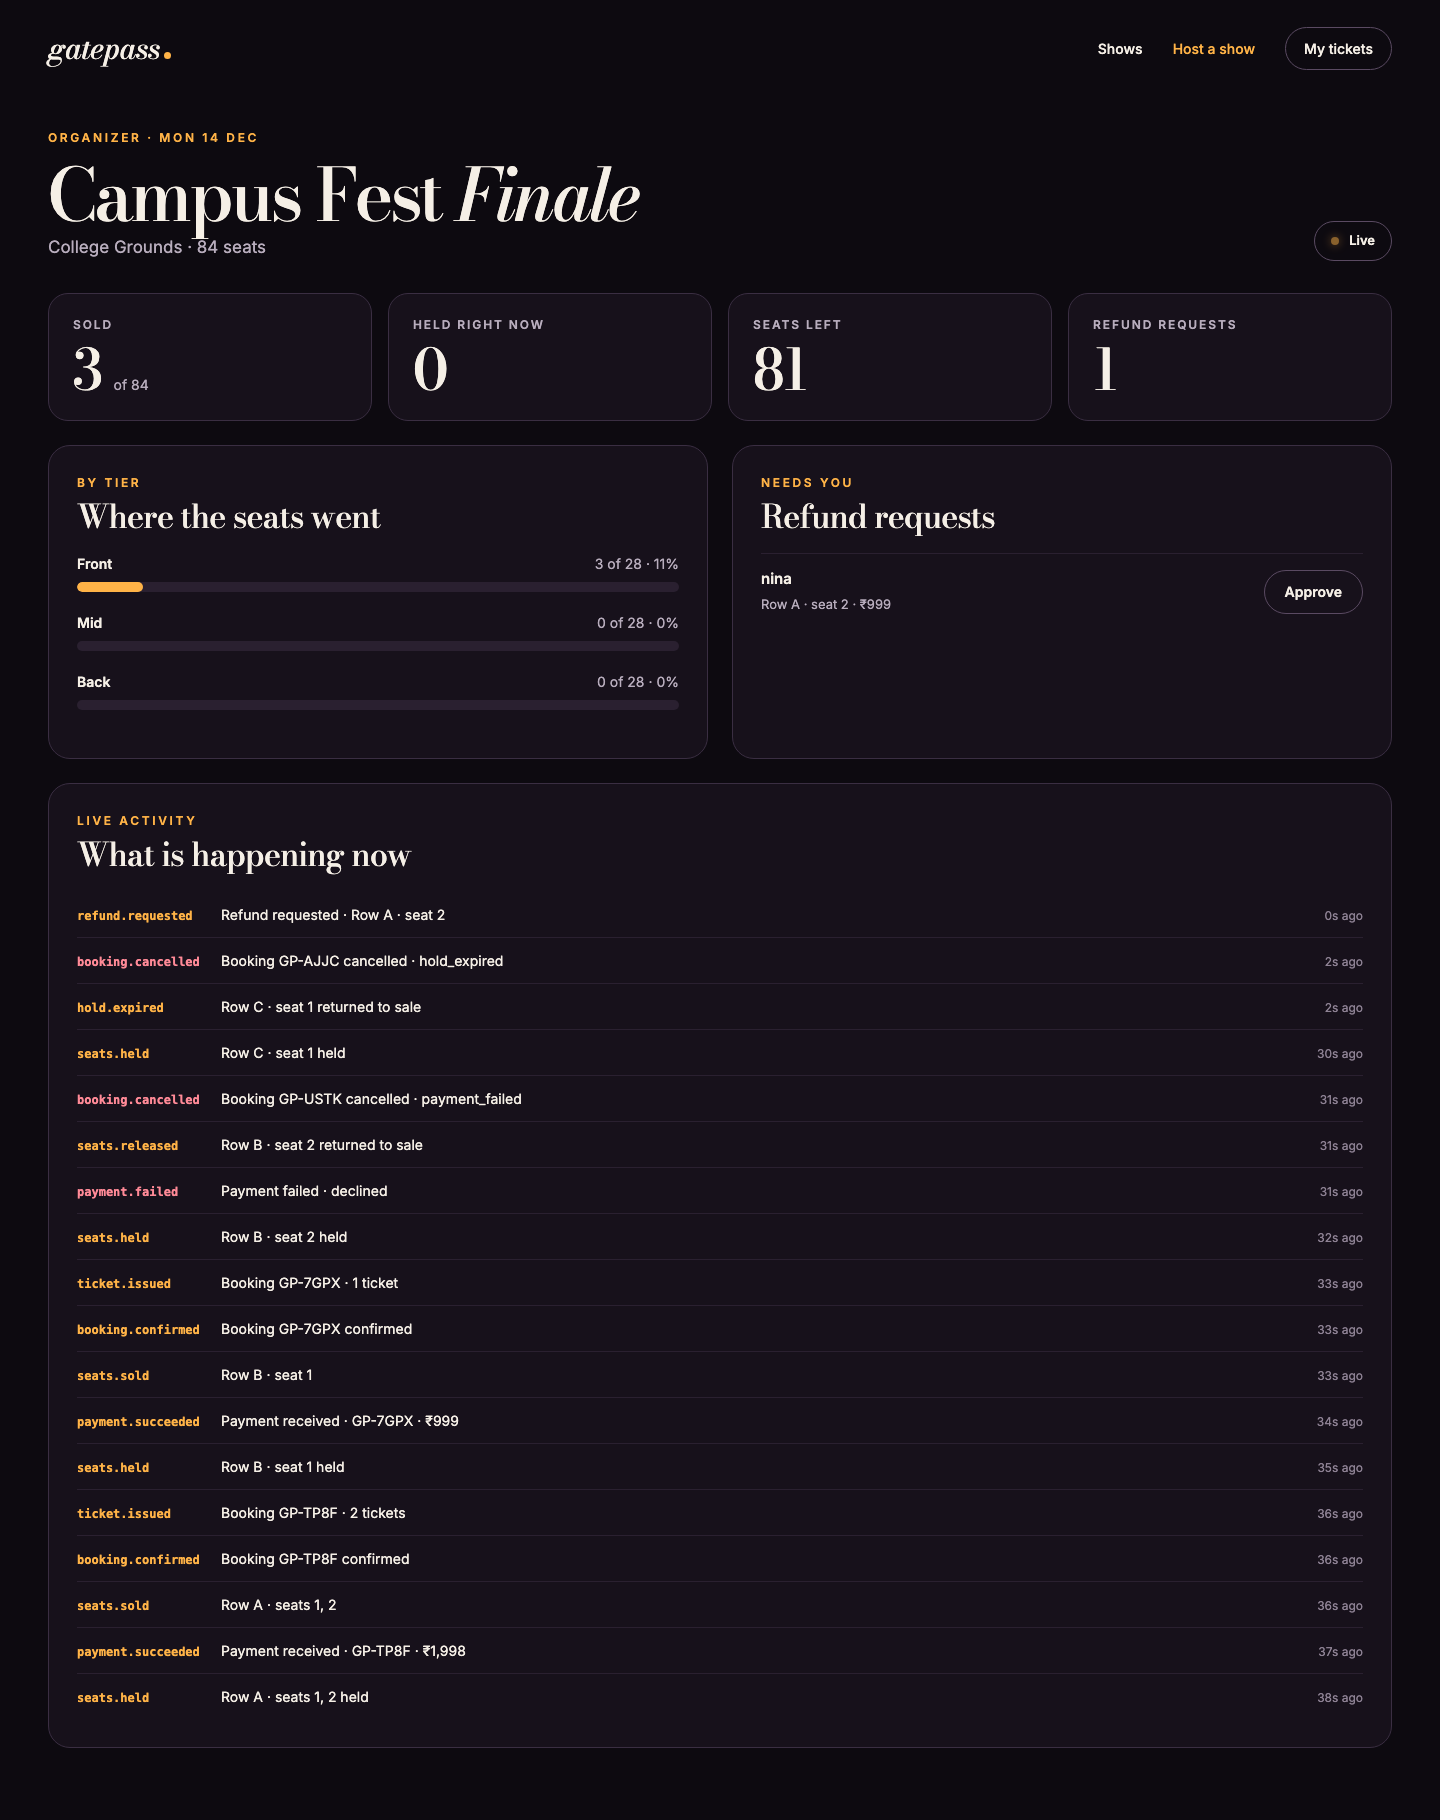 gatepass.
Shows Host a show My tickets
ORGANIZER · MON 14 DEC
Campus Fest Finale
College Grounds · 84 seats
Live
SOLD
3 of 84
HELD RIGHT NOW
0
SEATS LEFT
81
REFUND REQUESTS
1
BY TIER
Where the seats went
Front 3 of 28 · 11%
Mid 0 of 28 · 0%
Back 0 of 28 · 0%
NEEDS YOU
Refund requests
nina
Row A · seat 2 · ₹999
Approve
LIVE ACTIVITY
What is happening now
refund.requested Refund requested · Row A · seat 2 0s ago
booking.cancelled Booking GP-AJJC cancelled · hold_expired 2s ago
hold.expired Row C · seat 1 returned to sale 2s ago
seats.held Row C · seat 1 held 30s ago
booking.cancelled Booking GP-USTK cancelled · payment_failed 31s ago
seats.released Row B · seat 2 returned to sale 31s ago
payment.failed Payment failed · declined 31s ago
seats.held Row B · seat 2 held 32s ago
ticket.issued Booking GP-7GPX · 1 ticket 33s ago
booking.confirmed Booking GP-7GPX confirmed 33s ago
seats.sold Row B · seat 1 33s ago
payment.succeeded Payment received · GP-7GPX · ₹999 34s ago
seats.held Row B · seat 1 held 35s ago
ticket.issued Booking GP-TP8F · 2 tickets 36s ago
booking.confirmed Booking GP-TP8F confirmed 36s ago
seats.sold Row A · seats 1, 2 36s ago
payment.succeeded Payment received · GP-TP8F · ₹1,998 37s ago
seats.held Row A · seats 1, 2 held 38s ago